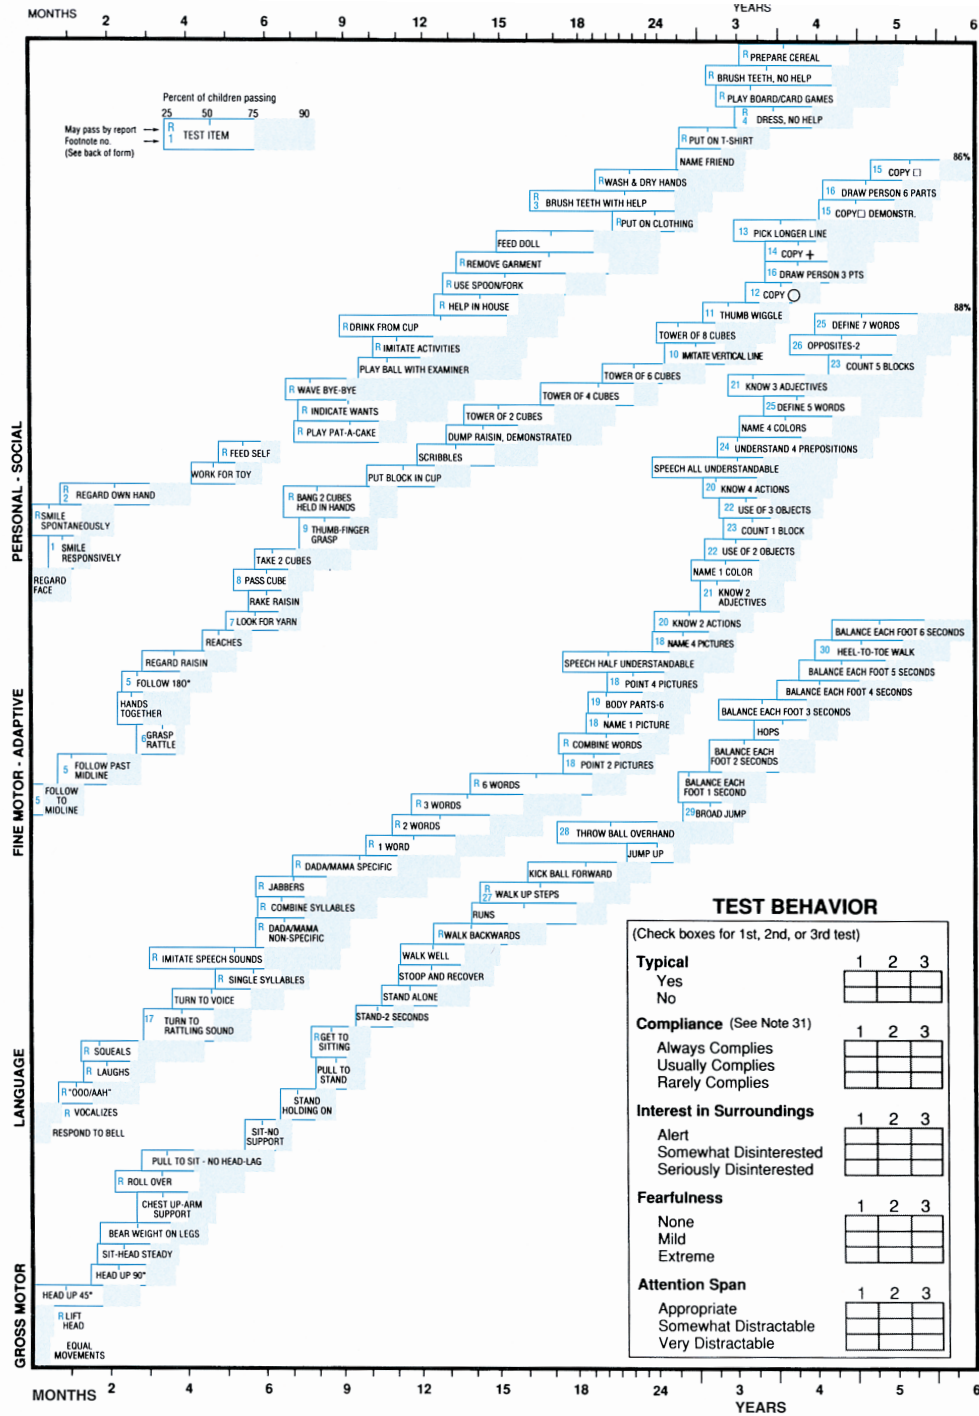 MONTHS 2 4 6 9 12 15 18 24 YEARS 3 4 5 6
Percent of children passing
25 50 75 90
May pass by report
Footnote no.
(See back of form)
R
1 TEST ITEM
PERSONAL - SOCIAL
R PREPARE CEREAL
R BRUSH TEETH, NO HELP
R PLAY BOARD/CARD GAMES
R
4 DRESS, NO HELP
R PUT ON T-SHIRT
NAME FRIEND
R WASH & DRY HANDS
R
3 BRUSH TEETH WITH HELP
R PUT ON CLOTHING
FEED DOLL
R REMOVE GARMENT
R USE SPOON/FORK
R HELP IN HOUSE
R DRINK FROM CUP
R IMITATE ACTIVITIES
PLAY BALL WITH EXAMINER
R WAVE BYE-BYE
R INDICATE WANTS
R PLAY PAT-A-CAKE
R FEED SELF
WORK FOR TOY
R
2 REGARD OWN HAND
R SMILE
SPONTANEOUSLY
1 SMILE
RESPONSIVELY
REGARD
FACE
FINE MOTOR - ADAPTIVE
86%
15 COPY □
16 DRAW PERSON 6 PARTS
15 COPY □ DEMONSTR.
13 PICK LONGER LINE
14 COPY +
16 DRAW PERSON 3 PTS
12 COPY ○
11 THUMB WIGGLE
TOWER OF 8 CUBES
10 IMITATE VERTICAL LINE
TOWER OF 6 CUBES
TOWER OF 4 CUBES
TOWER OF 2 CUBES
DUMP RAISIN, DEMONSTRATED
SCRIBBLES
PUT BLOCK IN CUP
R BANG 2 CUBES
HELD IN HANDS
9 THUMB-FINGER
GRASP
TAKE 2 CUBES
8 PASS CUBE
RAKE RAISIN
7 LOOK FOR YARN
REACHES
REGARD RAISIN
5 FOLLOW 180°
HANDS
TOGETHER
6 GRASP
RATTLE
5 FOLLOW PAST
MIDLINE
5 FOLLOW
TO
MIDLINE
LANGUAGE
88%
25 DEFINE 7 WORDS
26 OPPOSITES-2
23 COUNT 5 BLOCKS
21 KNOW 3 ADJECTIVES
25 DEFINE 5 WORDS
NAME 4 COLORS
24 UNDERSTAND 4 PREPOSITIONS
SPEECH ALL UNDERSTANDABLE
20 KNOW 4 ACTIONS
22 USE OF 3 OBJECTS
23 COUNT 1 BLOCK
22 USE OF 2 OBJECTS
NAME 1 COLOR
21 KNOW 2
ADJECTIVES
20 KNOW 2 ACTIONS
18 NAME 4 PICTURES
SPEECH HALF UNDERSTANDABLE
18 POINT 4 PICTURES
19 BODY PARTS-6
18 NAME 1 PICTURE
R COMBINE WORDS
18 POINT 2 PICTURES
R 6 WORDS
R 3 WORDS
R 2 WORDS
R 1 WORD
R DADA/MAMA SPECIFIC
R JABBERS
R COMBINE SYLLABLES
R DADA/MAMA
NON-SPECIFIC
R IMITATE SPEECH SOUNDS
R SINGLE SYLLABLES
TURN TO VOICE
17 TURN TO
RATTLING SOUND
R SQUEALS
R LAUGHS
R "OOO/AAH"
R VOCALIZES
RESPOND TO BELL
GROSS MOTOR
BALANCE EACH FOOT 6 SECONDS
30 HEEL-TO-TOE WALK
BALANCE EACH FOOT 5 SECONDS
BALANCE EACH FOOT 4 SECONDS
BALANCE EACH FOOT 3 SECONDS
HOPS
BALANCE EACH
FOOT 2 SECONDS
BALANCE EACH
FOOT 1 SECOND
29 BROAD JUMP
28 THROW BALL OVERHAND
JUMP UP
KICK BALL FORWARD
R
27 WALK UP STEPS
RUNS
R WALK BACKWARDS
WALK WELL
STOOP AND RECOVER
STAND ALONE
STAND-2 SECONDS
R GET TO
SITTING
PULL TO
STAND
STAND
HOLDING ON
SIT-NO
SUPPORT
PULL TO SIT - NO HEAD-LAG
R ROLL OVER
CHEST UP-ARM
SUPPORT
BEAR WEIGHT ON LEGS
SIT-HEAD STEADY
HEAD UP 90°
HEAD UP 45°
R LIFT
HEAD
EQUAL
MOVEMENTS
TEST BEHAVIOR
(Check boxes for 1st, 2nd, or 3rd test)
Typical 1 2 3
Yes
No
Compliance (See Note 31) 1 2 3
Always Complies
Usually Complies
Rarely Complies
Interest in Surroundings 1 2 3
Alert
Somewhat Disinterested
Seriously Disinterested
Fearfulness 1 2 3
None
Mild
Extreme
Attention Span 1 2 3
Appropriate
Somewhat Distractable
Very Distractable
MONTHS 2 4 6 9 12 15 18 24 3 4 5 6
YEARS